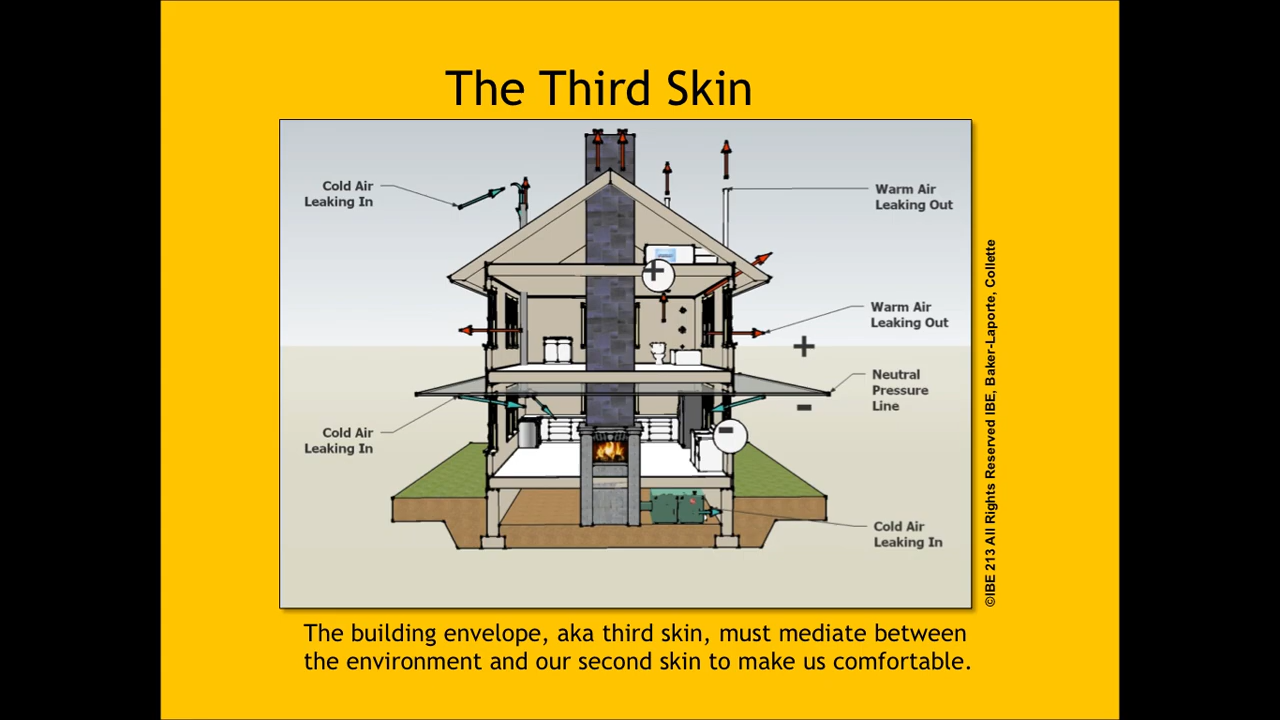 The Third Skin
Cold Air
Leaking In
Warm Air
Leaking Out
Warm Air
Leaking Out
+
+
Neutral
Pressure
Line
-
-
Cold Air
Leaking In
Cold Air
Leaking In
©IBE 213 All Rights Reserved IBE, Baker-Laporte, Collette
The building envelope, aka third skin, must mediate between
the environment and our second skin to make us comfortable.